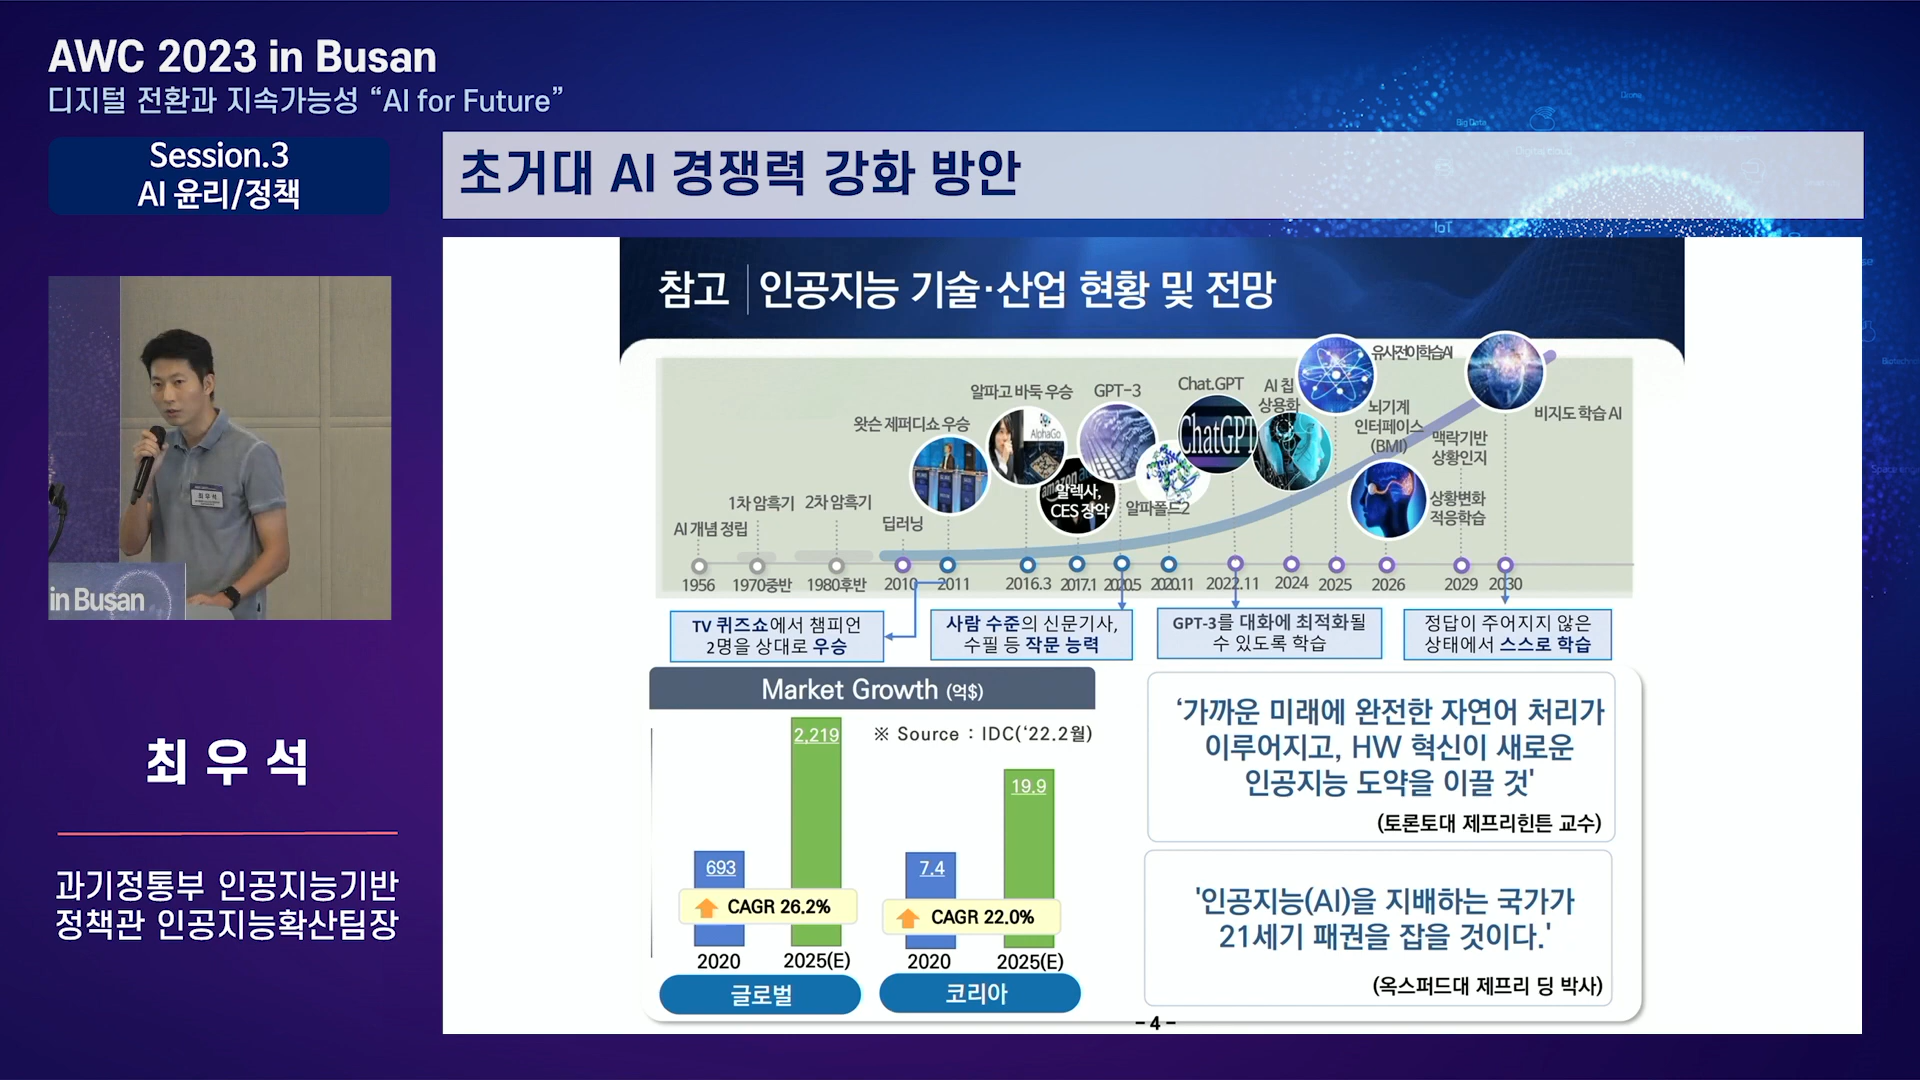 AWC 2023 in Busan
디지털 전환과 지속가능성 “AI for Future”
Session.3
AI 윤리/정책
초거대 AI 경쟁력 강화 방안
Big Data
IoT
in Busan
최우석
최 우 석
과기정통부 인공지능기반
정책관 인공지능확산팀장
참고 인공지능 기술·산업 현황 및 전망
AI 개념 정립
1차 암흑기
2차 암흑기
딥러닝
왓슨 제퍼디쇼 우승
알파고 바둑 우승
AlphaGo
알렉사,
CES 장악
GPT-3
알파폴드2
Chat.GPT
ChatGPT
AI 칩
상용화
유사전이학습AI
뇌기계
인터페이스
(BMI)
맥락기반
상황인지
상황변화
적응학습
비지도 학습 AI
1956 1970중반 1980후반 2010 2011 2016.3 2017.1 2020.5 2020.11 2022.11 2024 2025 2026 2029 2030
TV 퀴즈쇼에서 챔피언
2명을 상대로 우승
사람 수준의 신문기사,
수필 등 작문 능력
GPT-3를 대화에 최적화될
수 있도록 학습
정답이 주어지지 않은
상태에서 스스로 학습
Market Growth (억$)
※ Source : IDC(‘22.2월)
693
2,219
CAGR 26.2%
2020 2025(E)
글로벌
7.4
19.9
CAGR 22.0%
2020 2025(E)
코리아
‘가까운 미래에 완전한 자연어 처리가
이루어지고, HW 혁신이 새로운
인공지능 도약을 이끌 것'
(토론토대 제프리힌튼 교수)
'인공지능(AI)을 지배하는 국가가
21세기 패권을 잡을 것이다.'
(옥스퍼드대 제프리 딩 박사)
- 4 -